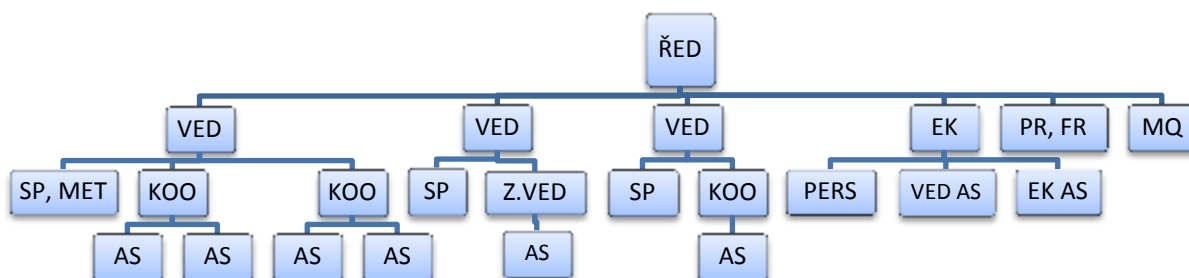 ŘED
VED
VED
VED
EK
PR, FR
MQ
SP, MET
KOO
KOO
SP
Z.VED
SP
KOO
PERS
VED AS
EK AS
AS
AS
AS
AS
AS
AS